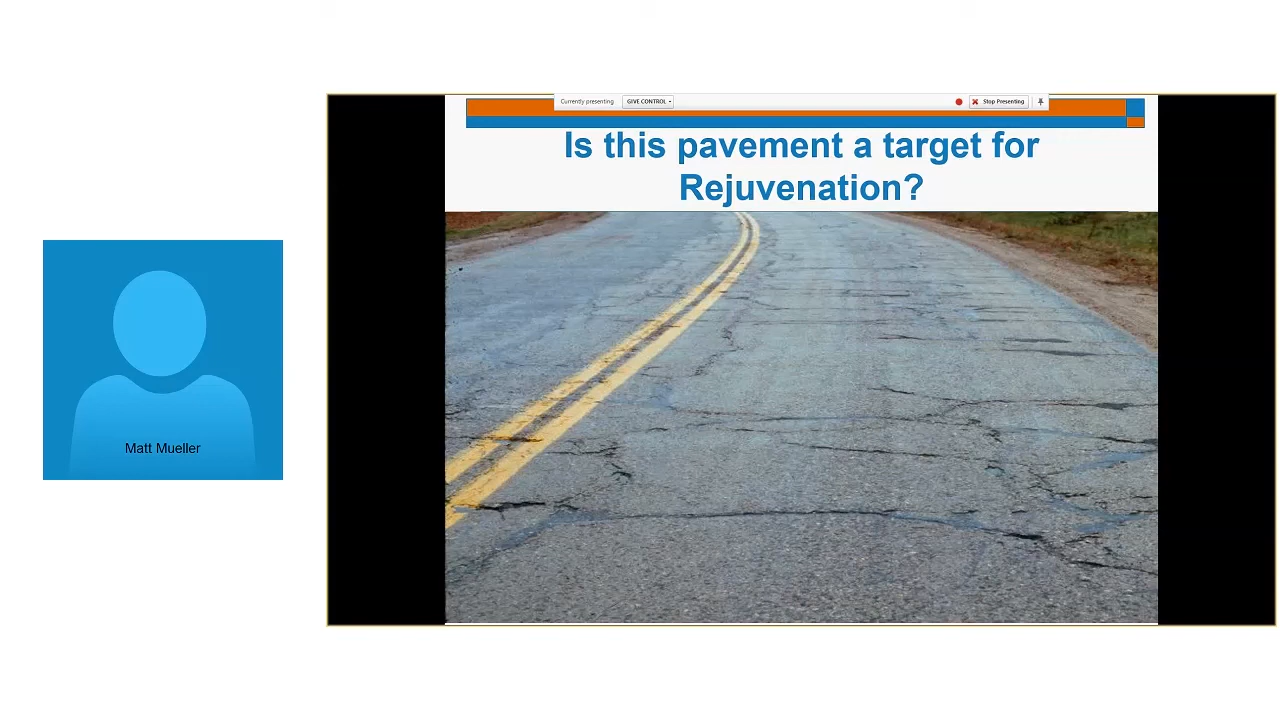 Currently presenting GIVE CONTROL Stop Presenting
Is this pavement a target for
Rejuvenation?
Matt Mueller